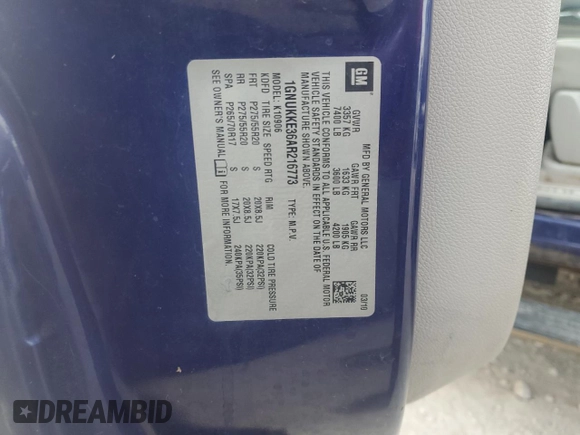 GM
MFD BY GENERAL MOTORS LLC
03/10
GVWR GAWR FRT GAWR RR
3357 KG 1633 KG 1905 KG
7400 LB 3600 LB 4200 LB
THIS VEHICLE CONFORMS TO ALL APPLICABLE U.S. FEDERAL MOTOR
VEHICLE SAFETY STANDARDS IN EFFECT ON THE DATE OF
MANUFACTURE SHOWN ABOVE.
1GNUKKE36AR216773 TYPE: M.P.V.
MODEL: K10906
KDFD TIRE SIZE SPEED RTG RIM COLD TIRE PRESSURE
FRT P275/55R20 S 20X8.5J 220KPA(32PSI)
RR P275/55R20 S 20X8.5J 220KPA(32PSI)
SPA P265/70R17 S 17X7.5J 240KPA(35PSI)
SEE OWNER'S MANUAL FOR MORE INFORMATION.
DREAMBID